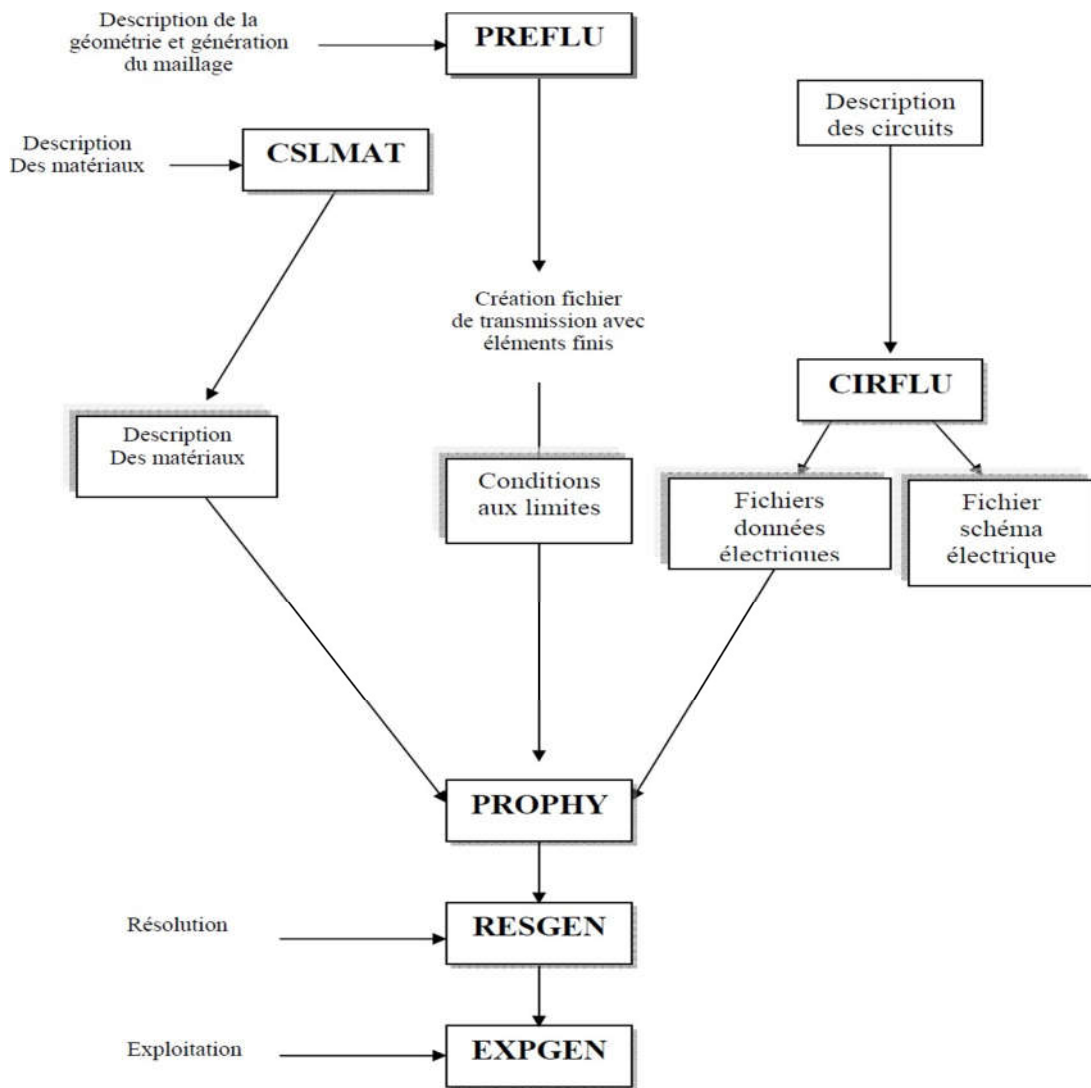 Description de la
géométrie et génération
du maillage
PREFLU
Description
des circuits
Description
Des matériaux
CSLMAT
Création fichier
de transmission avec
éléments finis
CIRFLU
Description
Des matériaux
Conditions
aux limites
Fichiers
données
électriques
Fichier
schéma
électrique
PROPHY
Résolution
RESGEN
Exploitation
EXPGEN